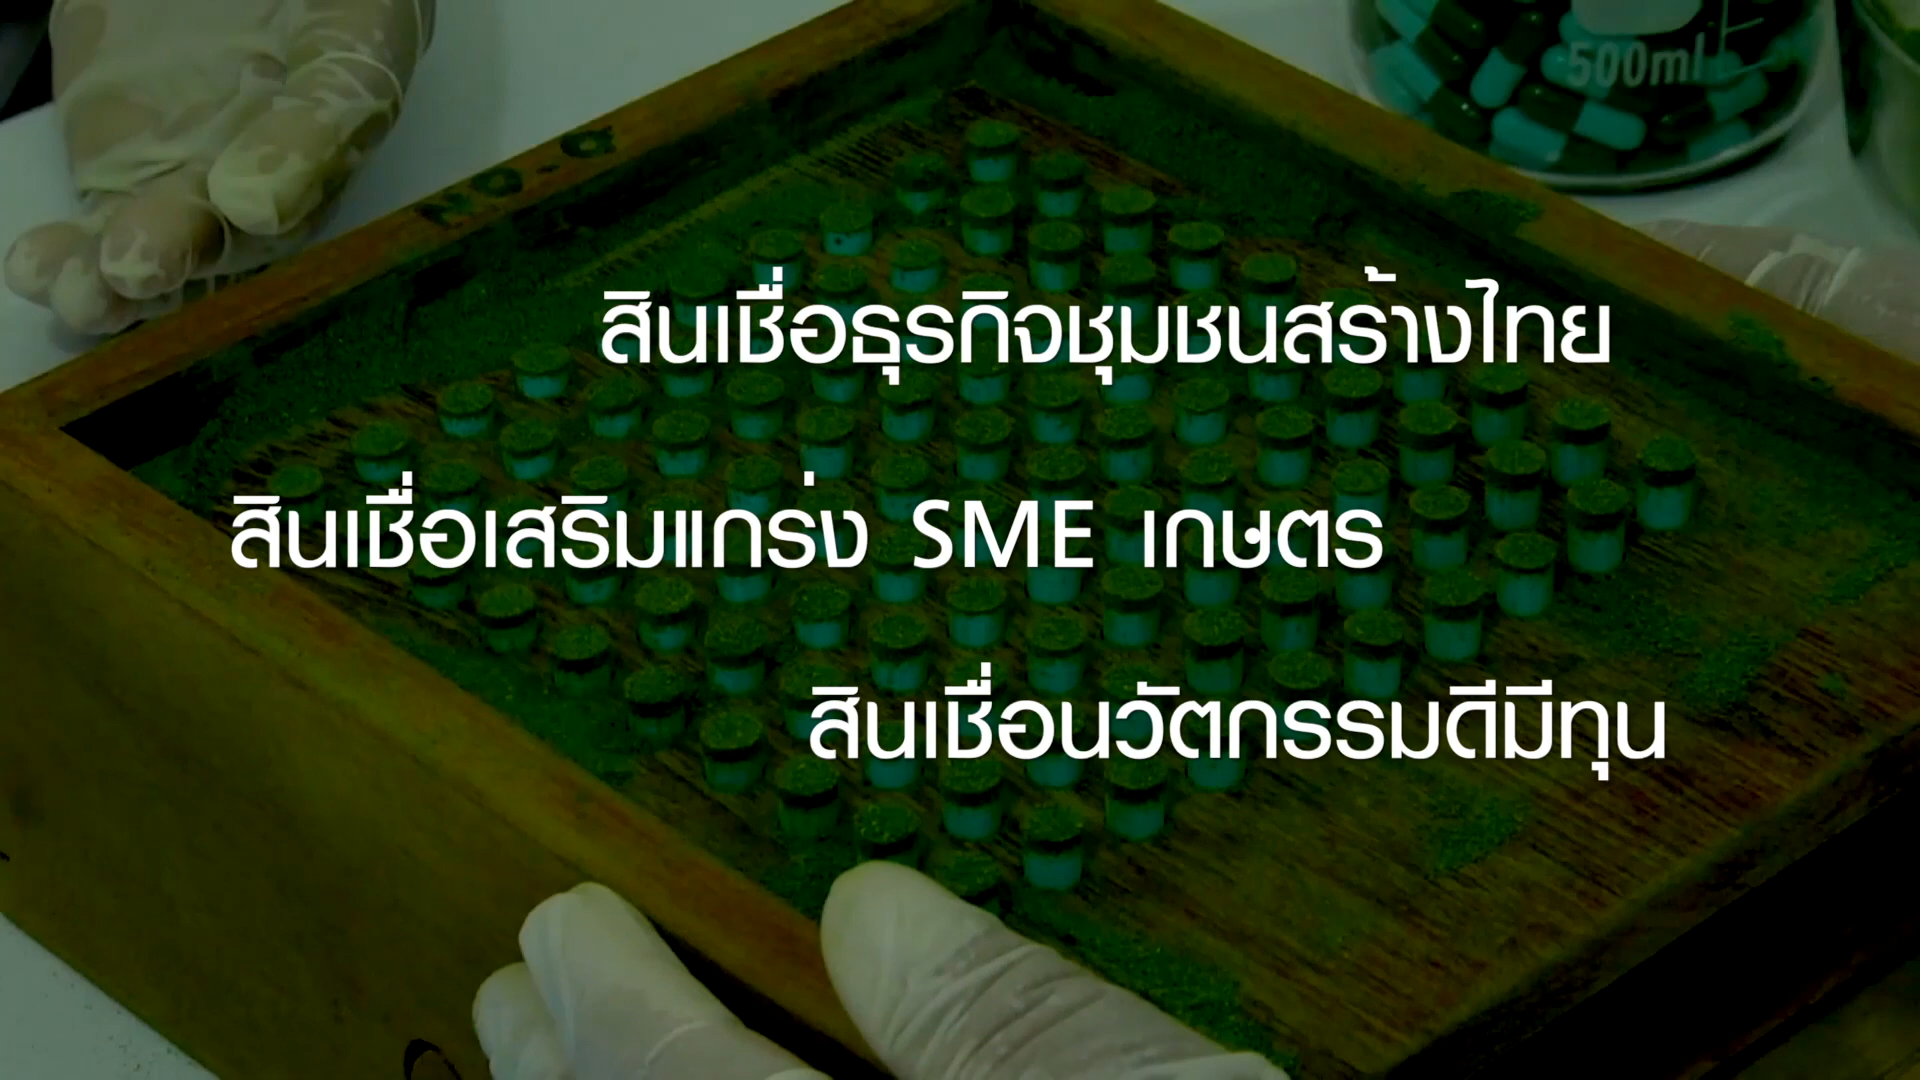 500ml
NO.
สินเชื่อธุรกิจชุมชนสร้างไทย
สินเชื่อเสริมแกร่ง SME เกษตร
สินเชื่อนวัตกรรมดีมีทุน